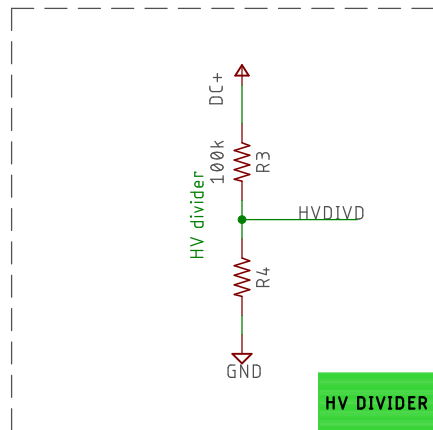 DC+
100k
R3
HV divider
HVDIVD
R4
GND
HV DIVIDER